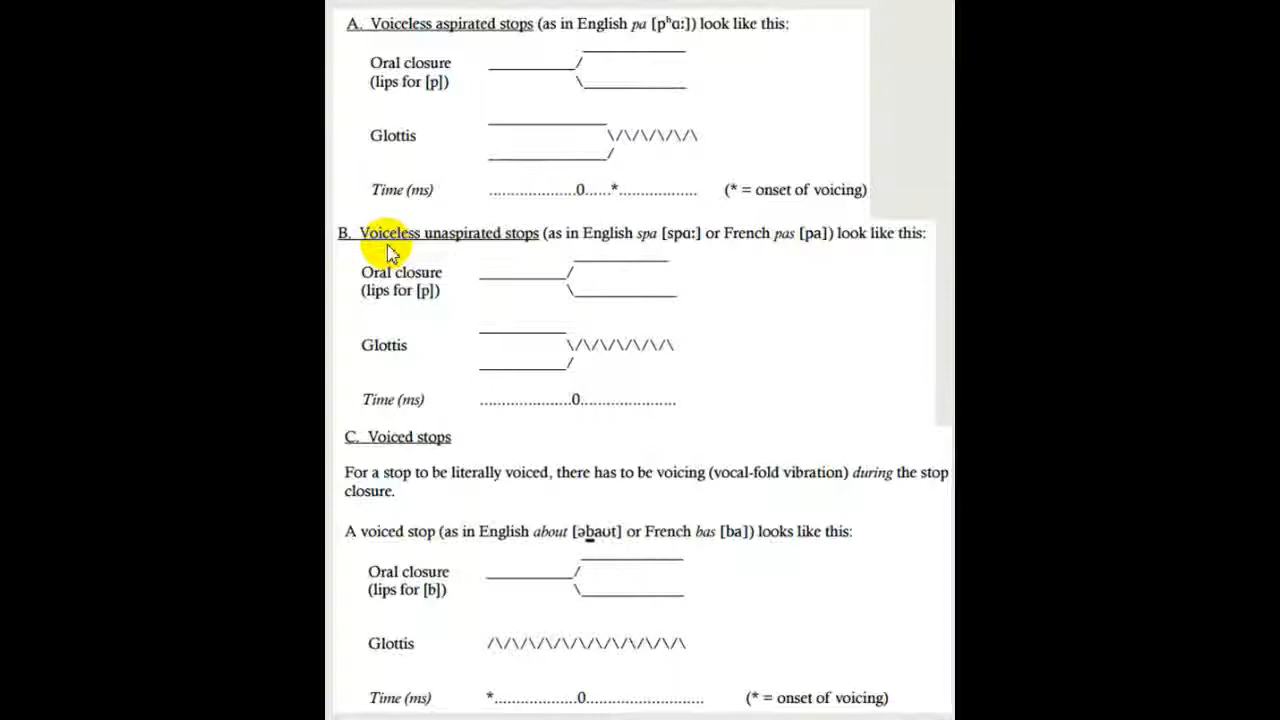 A. Voiceless aspirated stops (as in English pa [pʰɑː]) look like this:
Oral closure
(lips for [p])
Glottis \/\/\/\/\/\
Time (ms) ....................0......*.................. (* = onset of voicing)
B. Voiceless unaspirated stops (as in English spa [spɑː] or French pas [pa]) look like this:
Oral closure
(lips for [p])
Glottis \/\/\/\/\/\/\
Time (ms) .....................0......................
C. Voiced stops
For a stop to be literally voiced, there has to be voicing (vocal-fold vibration) during the stop
closure.
A voiced stop (as in English about [əbaʊt] or French bas [ba]) looks like this:
Oral closure
(lips for [b])
Glottis /\/\/\/\/\/\/\/\/\/\/\/\
Time (ms) *...................0........................... (* = onset of voicing)